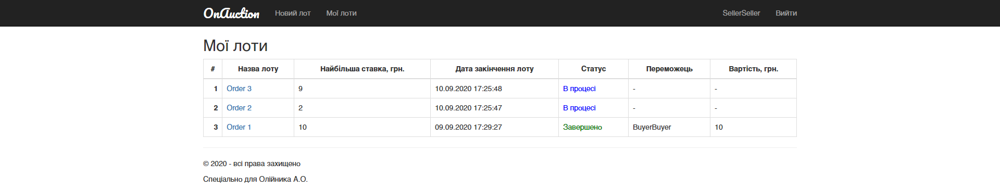 OnAuction Новий лот Мої лоти SellerSeller Вийти
Мої лоти
# Назва лоту Найбільша ставка, грн. Дата закінчення лоту Статус Переможець Вартість, грн.
1 Order 3 9 10.09.2020 17:25:48 В процесі - -
2 Order 2 2 10.09.2020 17:25:47 В процесі - -
3 Order 1 10 09.09.2020 17:29:27 Завершено BuyerBuyer 10
© 2020 - всі права захищено
Спеціально для Олійника А.О.